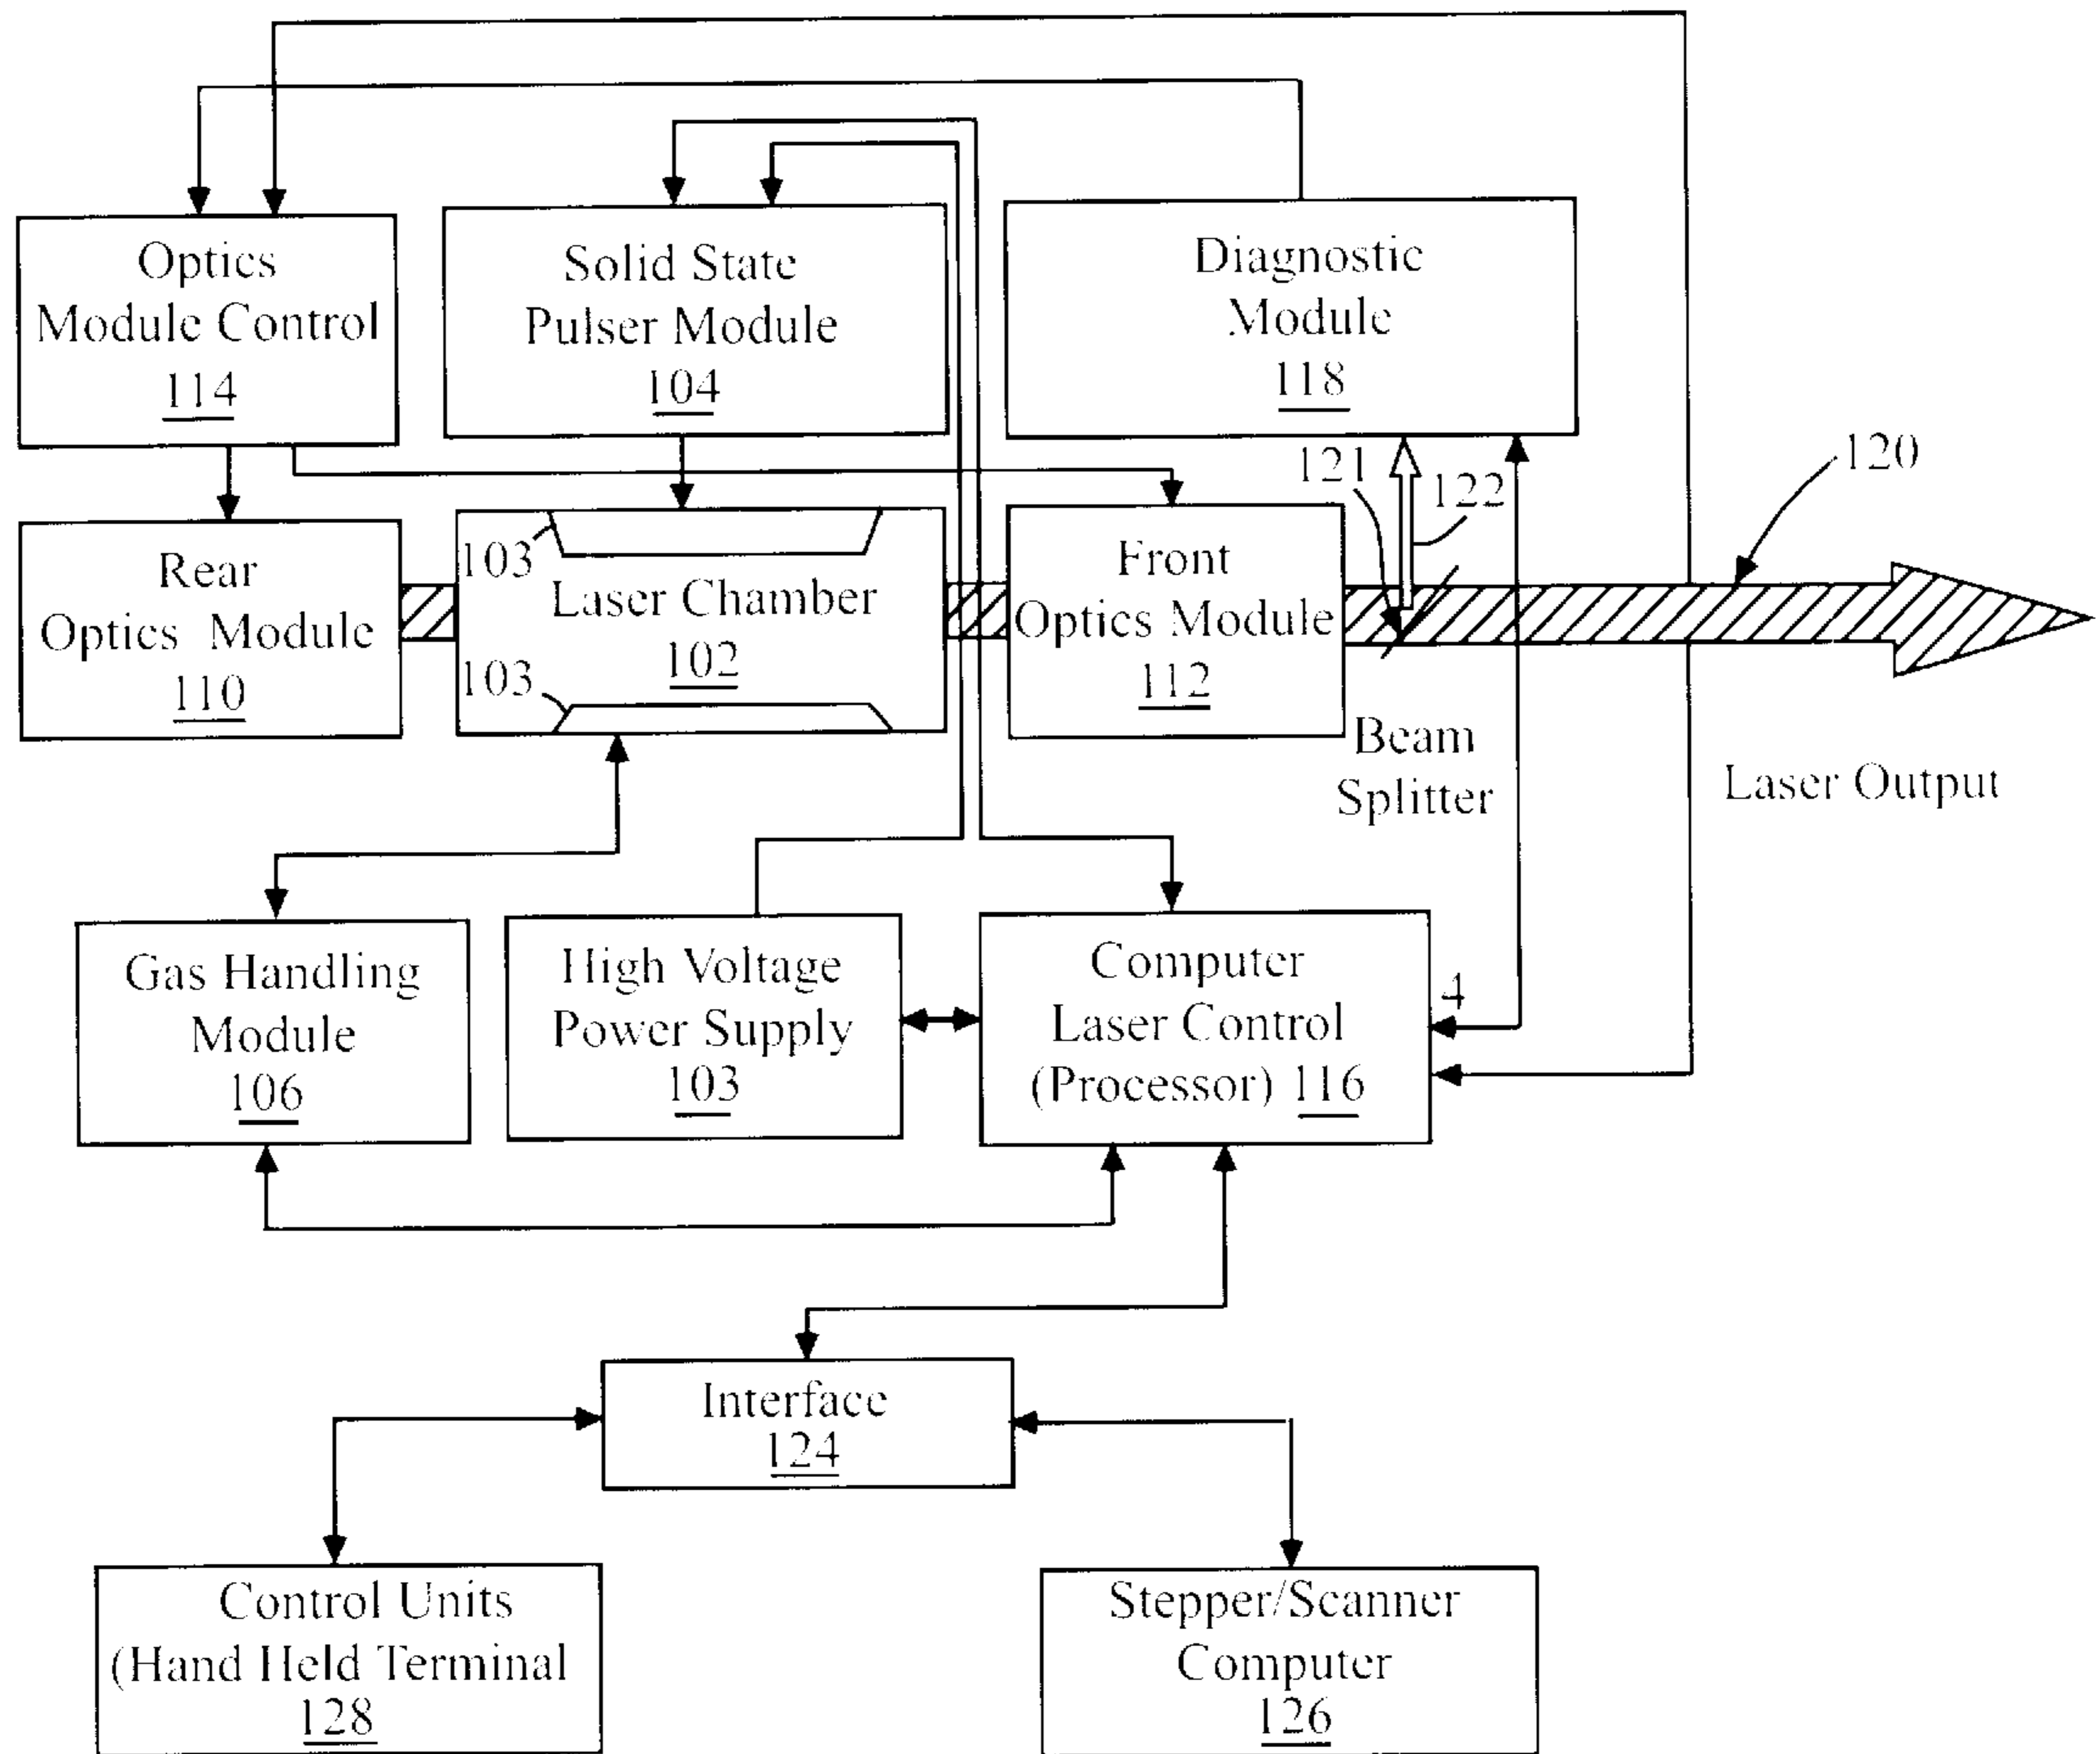 Optics
Module Control
114
Solid State
Pulser Module
104
Diagnostic
Module
118
121
122
120
Rear
Optics Module
110
103
Laser Chamber
102
103
Front
Optics Module
112
Beam
Splitter
Laser Output
Gas Handling
Module
106
High Voltage
Power Supply
103
Computer
Laser Control
(Processor) 116
4
Interface
124
Control Units
(Hand Held Terminal
128
Stepper/Scanner
Computer
126